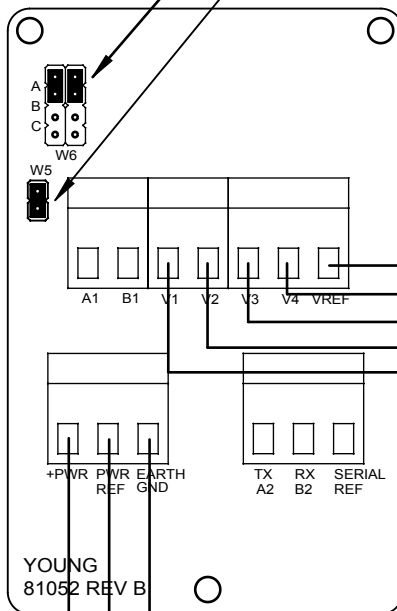 A
B
C
W6
W5
A1 B1 V1 V2 V3 V4 VREF
+PWR PWR EARTH TX RX SERIAL
REF GND A2 B2 REF
YOUNG
81052 REV B